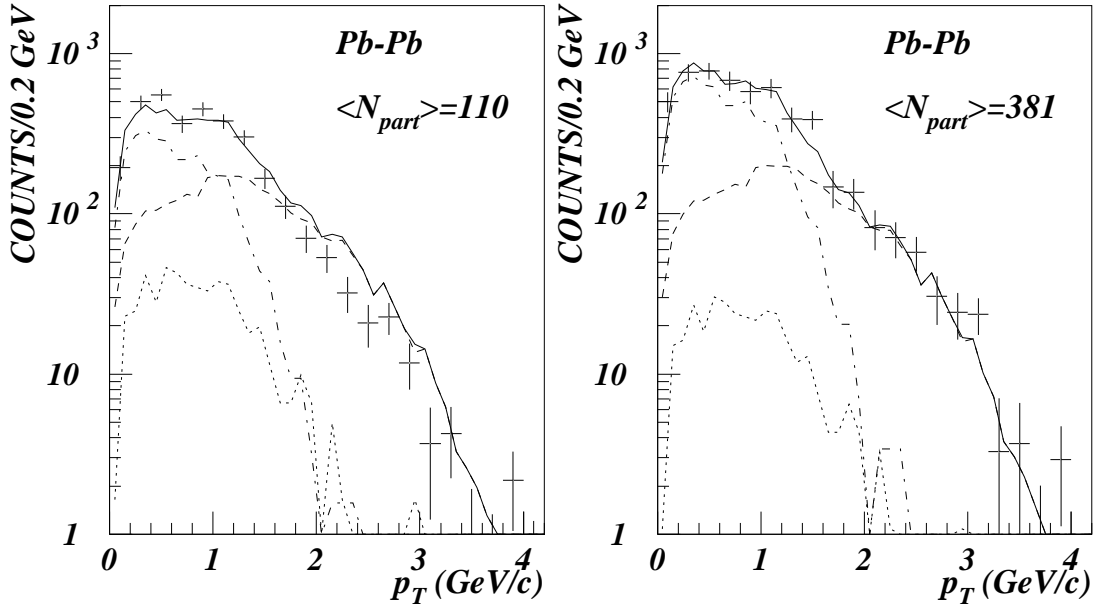 COUNTS/0.2 GeV
10^3
10^2
10
1
Pb-Pb
<N_part>=110
0 1 2 3 4
p_T (GeV/c)
COUNTS/0.2 GeV
10^3
10^2
10
1
Pb-Pb
<N_part>=381
0 1 2 3 4
p_T (GeV/c)